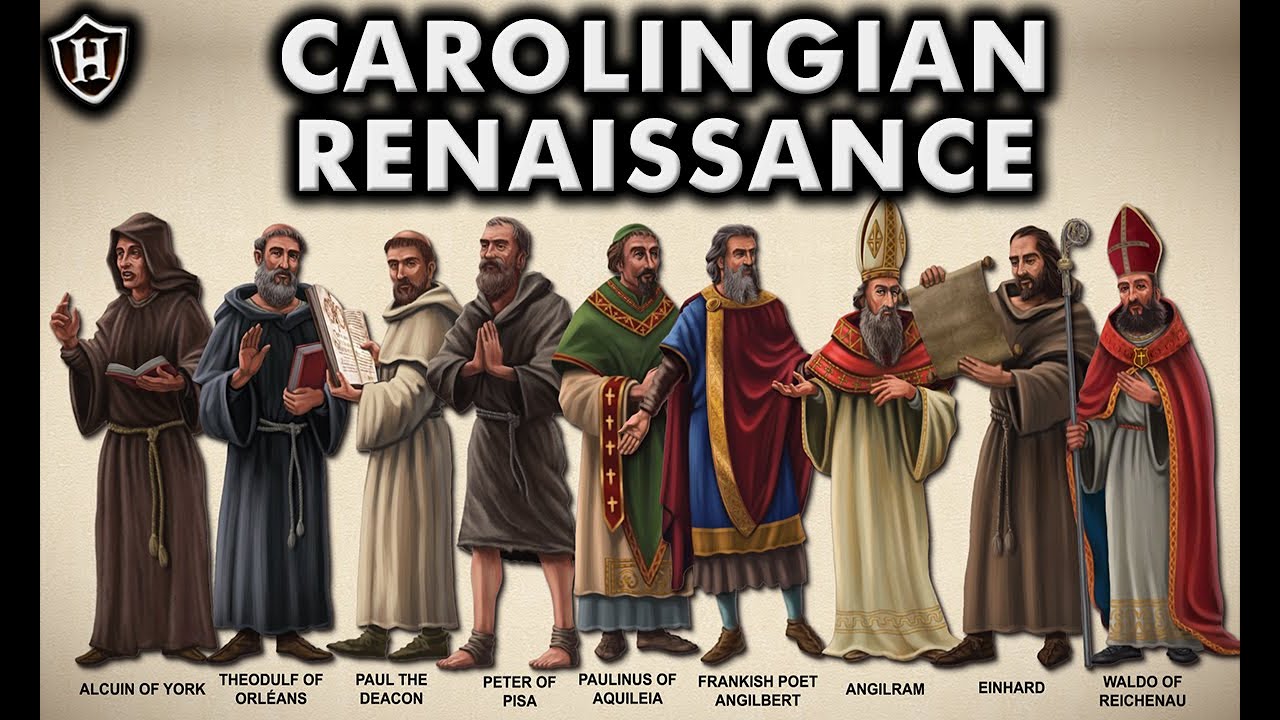 H
CAROLINGIAN
RENAISSANCE
ALCUIN OF YORK
THEODULF OF
ORLÉANS
PAUL THE
DEACON
PETER OF
PISA
PAULINUS OF
AQUILEIA
FRANKISH POET
ANGILBERT
ANGILRAM
EINHARD
WALDO OF
REICHENAU